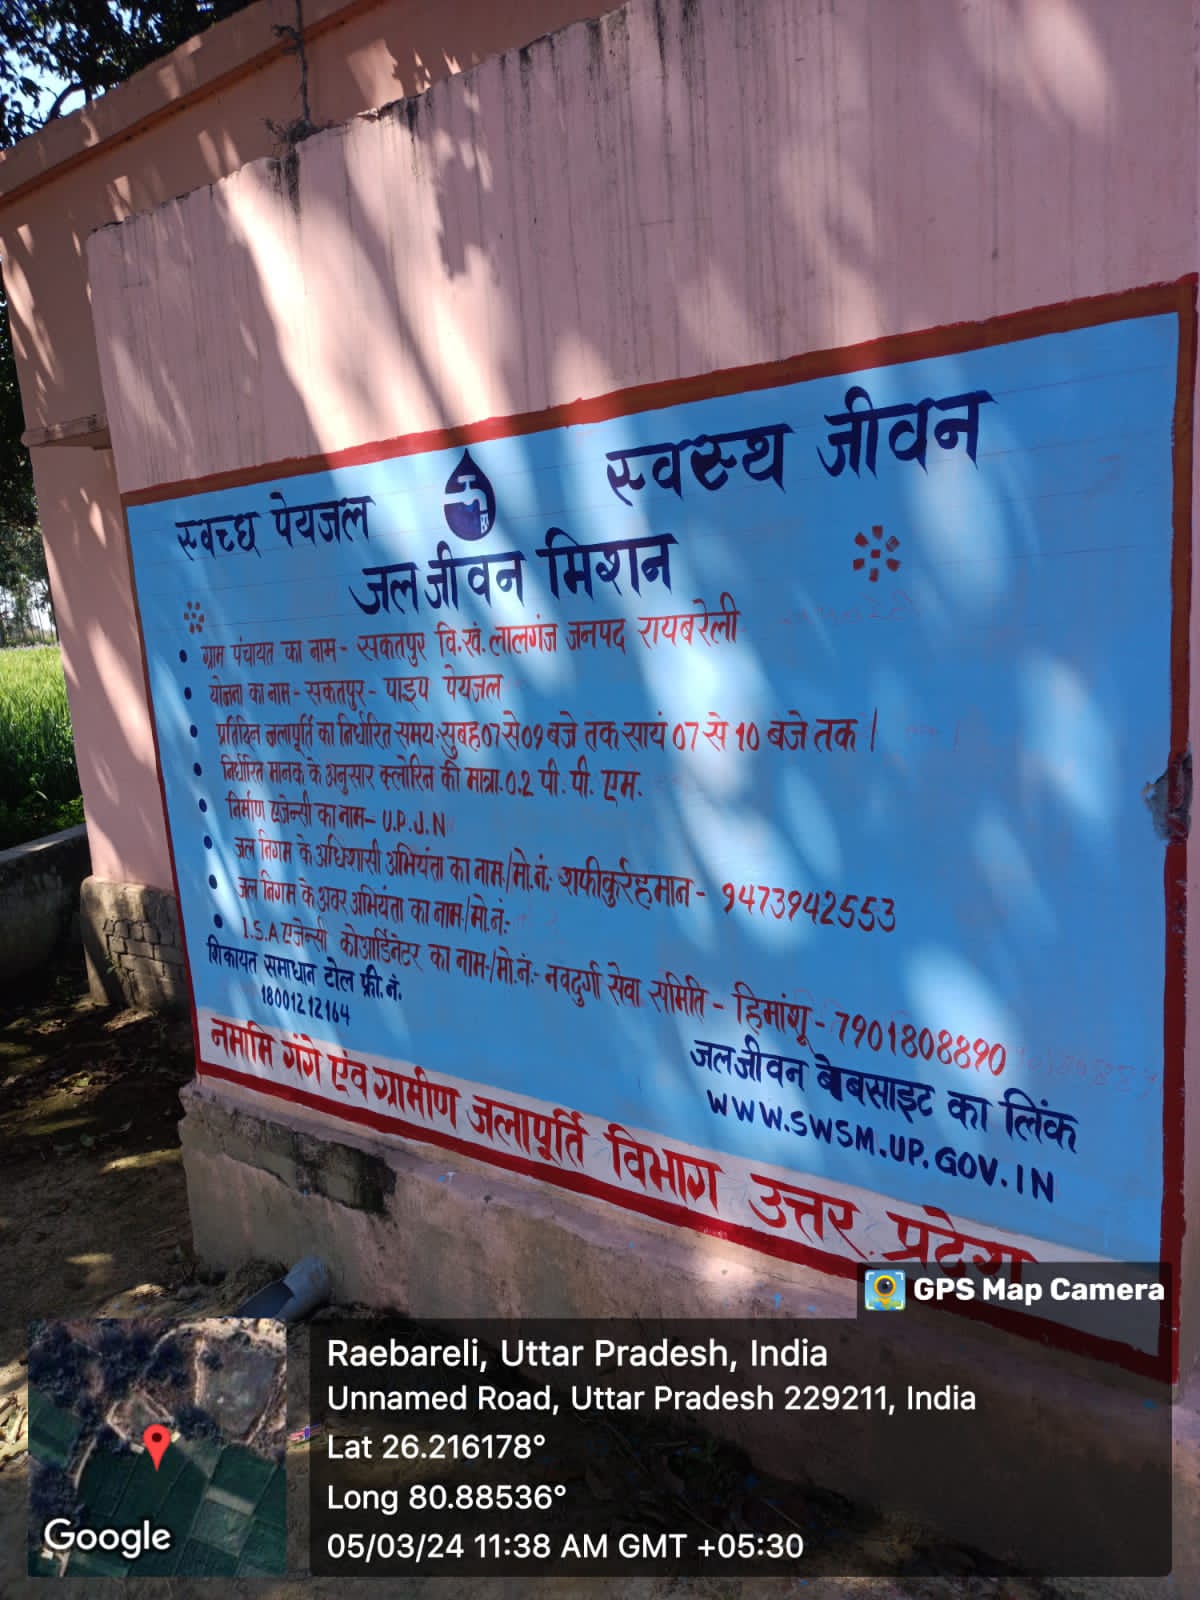 स्वच्छ पेयजल स्वस्थ जीवन
जल जीवन मिशन
ग्राम पंचायत का नाम - सकतपुर वि.खं. लालगंज जनपद रायबरेली
योजना का नाम - सकतपुर - पाइप पेयजल
प्रतिदिन जलापूर्ति का निर्धारित समय-सुबह 07 से 09 बजे तक सायं 07 से 10 बजे तक।
निर्धारित मानक के अनुसार क्लोरिन की मात्रा. 0.2 पी. पी. एम.
निर्माण एजेन्सी का नाम - U.P.J.N
जल निगम के अधिशासी अभियंता का नाम/मो.नं:- शफीकुर्रहमान - 9473942553
जल निगम के अवर अभियंता का नाम/मो.नं:-
I.S.A एजेन्सी कोआर्डिनेटर का नाम-/मो.नं:- नवदुर्गा सेवा समिति - हिमांशू - 7901808890
शिकायत समाधान टोल फ्री. नं.
18001212164
जल जीवन बेबसाइट का लिंक
WWW.SWSM.UP.GOV.IN
नमामि गंगे एंव ग्रामीण जलापूर्ति विभाग उत्तर प्रदेश
GPS Map Camera
Raebareli, Uttar Pradesh, India
Unnamed Road, Uttar Pradesh 229211, India
Lat 26.216178°
Long 80.88536°
05/03/24 11:38 AM GMT +05:30
Google